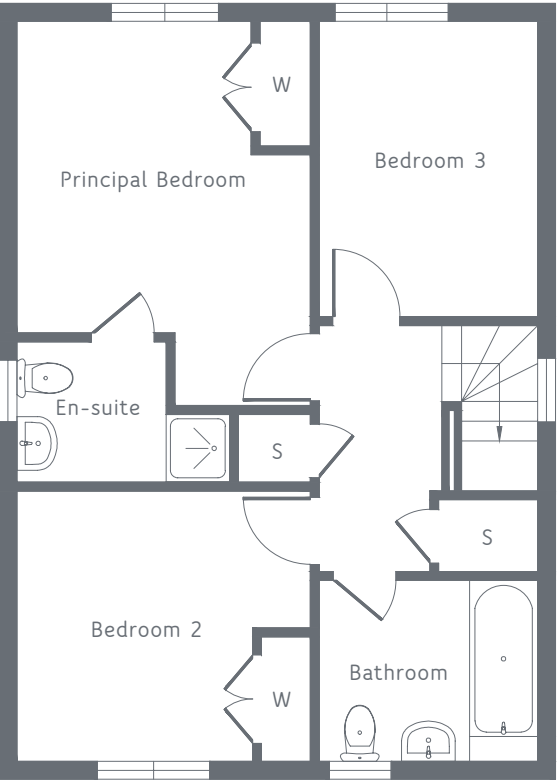 W
Bedroom 3
Principal Bedroom
En-suite
S
S
Bedroom 2
Bathroom
W